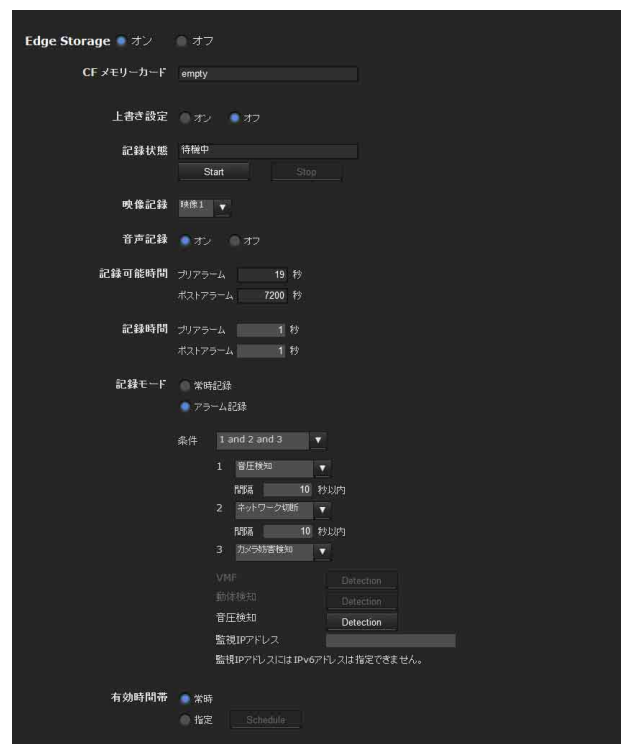 Edge Storage オン オフ
CF メモリーカード empty
上書き設定 オン オフ
記録状態 待機中
Start Stop
映像記録 映像1
音声記録 オン オフ
記録可能時間 プリアラーム 19 秒
ポストアラーム 7200 秒
記録時間 プリアラーム 1 秒
ポストアラーム 1 秒
記録モード 常時記録
アラーム記録
条件 1 and 2 and 3
1 音圧検知
間隔 10 秒以内
2 ネットワーク切断
間隔 10 秒以内
3 カメラ妨害検知
VMF Detection
動体検知 Detection
音圧検知 Detection
監視IPアドレス
監視IPアドレスにはIPv6アドレスは指定できません。
有効時間帯 常時
指定 Schedule